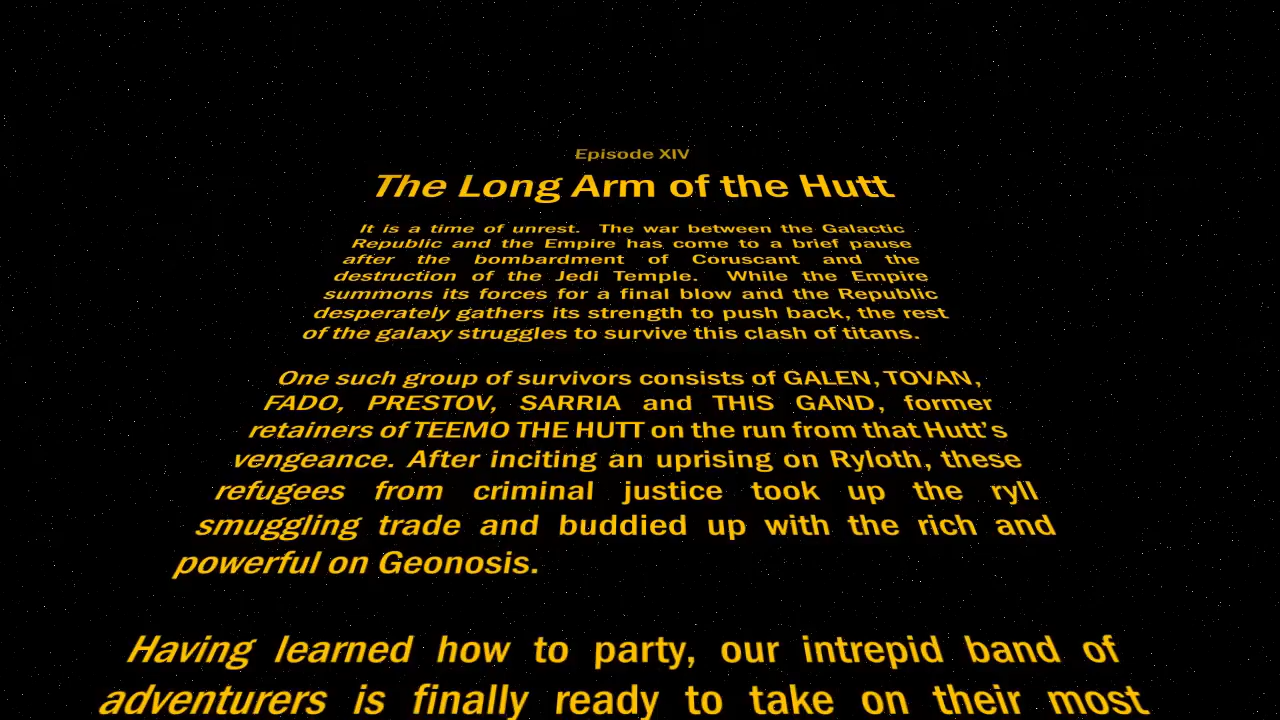 Episode XIV
The Long Arm of the Hutt
It is a time of unrest. The war between the Galactic
Republic and the Empire has come to a brief pause
after the bombardment of Coruscant and the
destruction of the Jedi Temple. While the Empire
summons its forces for a final blow and the Republic
desperately gathers its strength to push back, the rest
of the galaxy struggles to survive this clash of titans.
One such group of survivors consists of GALEN, TOVAN,
FADO, PRESTOV, SARRIA and THIS GAND, former
retainers of TEEMO THE HUTT on the run from that Hutt's
vengeance. After inciting an uprising on Ryloth, these
refugees from criminal justice took up the ryll
smuggling trade and buddied up with the rich and
powerful on Geonosis.
Having learned how to party, our intrepid band of
adventurers is finally ready to take on their most